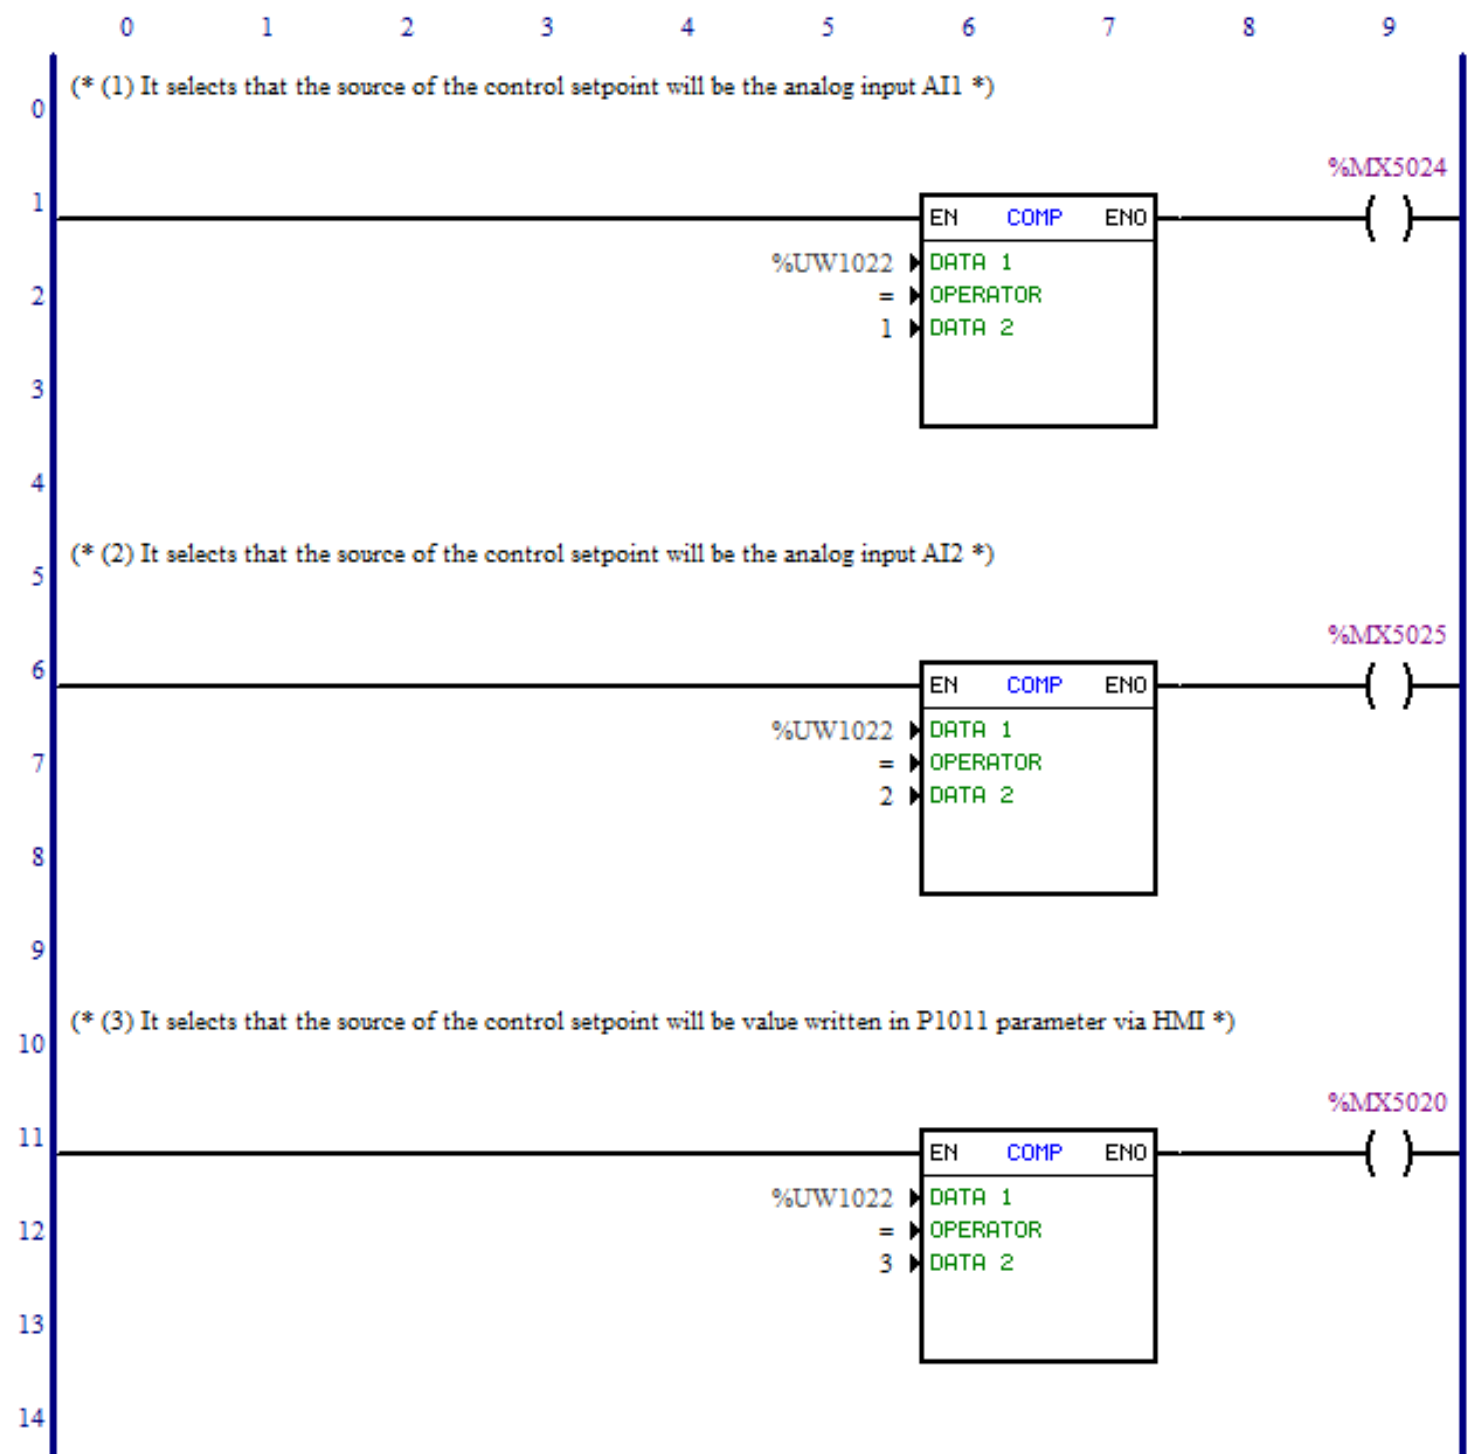 0 1 2 3 4 5 6 7 8 9
(* (1) It selects that the source of the control setpoint will be the analog input AI1 *)
0
%MX5024
1
EN COMP ENO
%UW1022 DATA 1
2
= OPERATOR
1 DATA 2
3
4
(* (2) It selects that the source of the control setpoint will be the analog input AI2 *)
5
%MX5025
6
EN COMP ENO
%UW1022 DATA 1
7
= OPERATOR
2 DATA 2
8
9
(* (3) It selects that the source of the control setpoint will be value written in P1011 parameter via HMI *)
10
%MX5020
11
EN COMP ENO
%UW1022 DATA 1
12
= OPERATOR
3 DATA 2
13
14